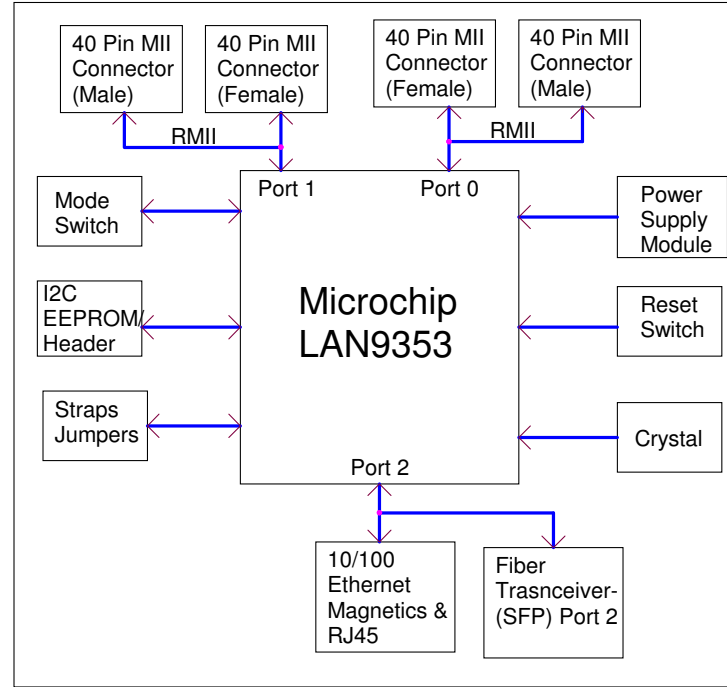 40 Pin MII
Connector
(Male)
40 Pin MII
Connector
(Female)
40 Pin MII
Connector
(Female)
40 Pin MII
Connector
(Male)
RMII
RMII
Port 1
Port 0
Mode
Switch
Power
Supply
Module
I2C
EEPROM/
Header
Microchip
LAN9353
Reset
Switch
Straps
Jumpers
Crystal
Port 2
10/100
Ethernet
Magnetics &
RJ45
Fiber
Trasnceiver-
(SFP) Port 2